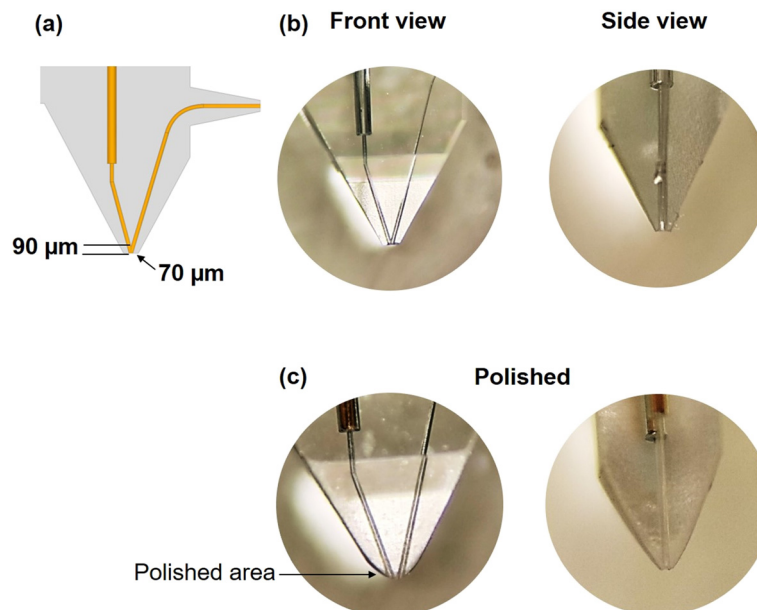 (a)
(b)
Front view
Side view
90 µm
70 µm
(c)
Polished
Polished area